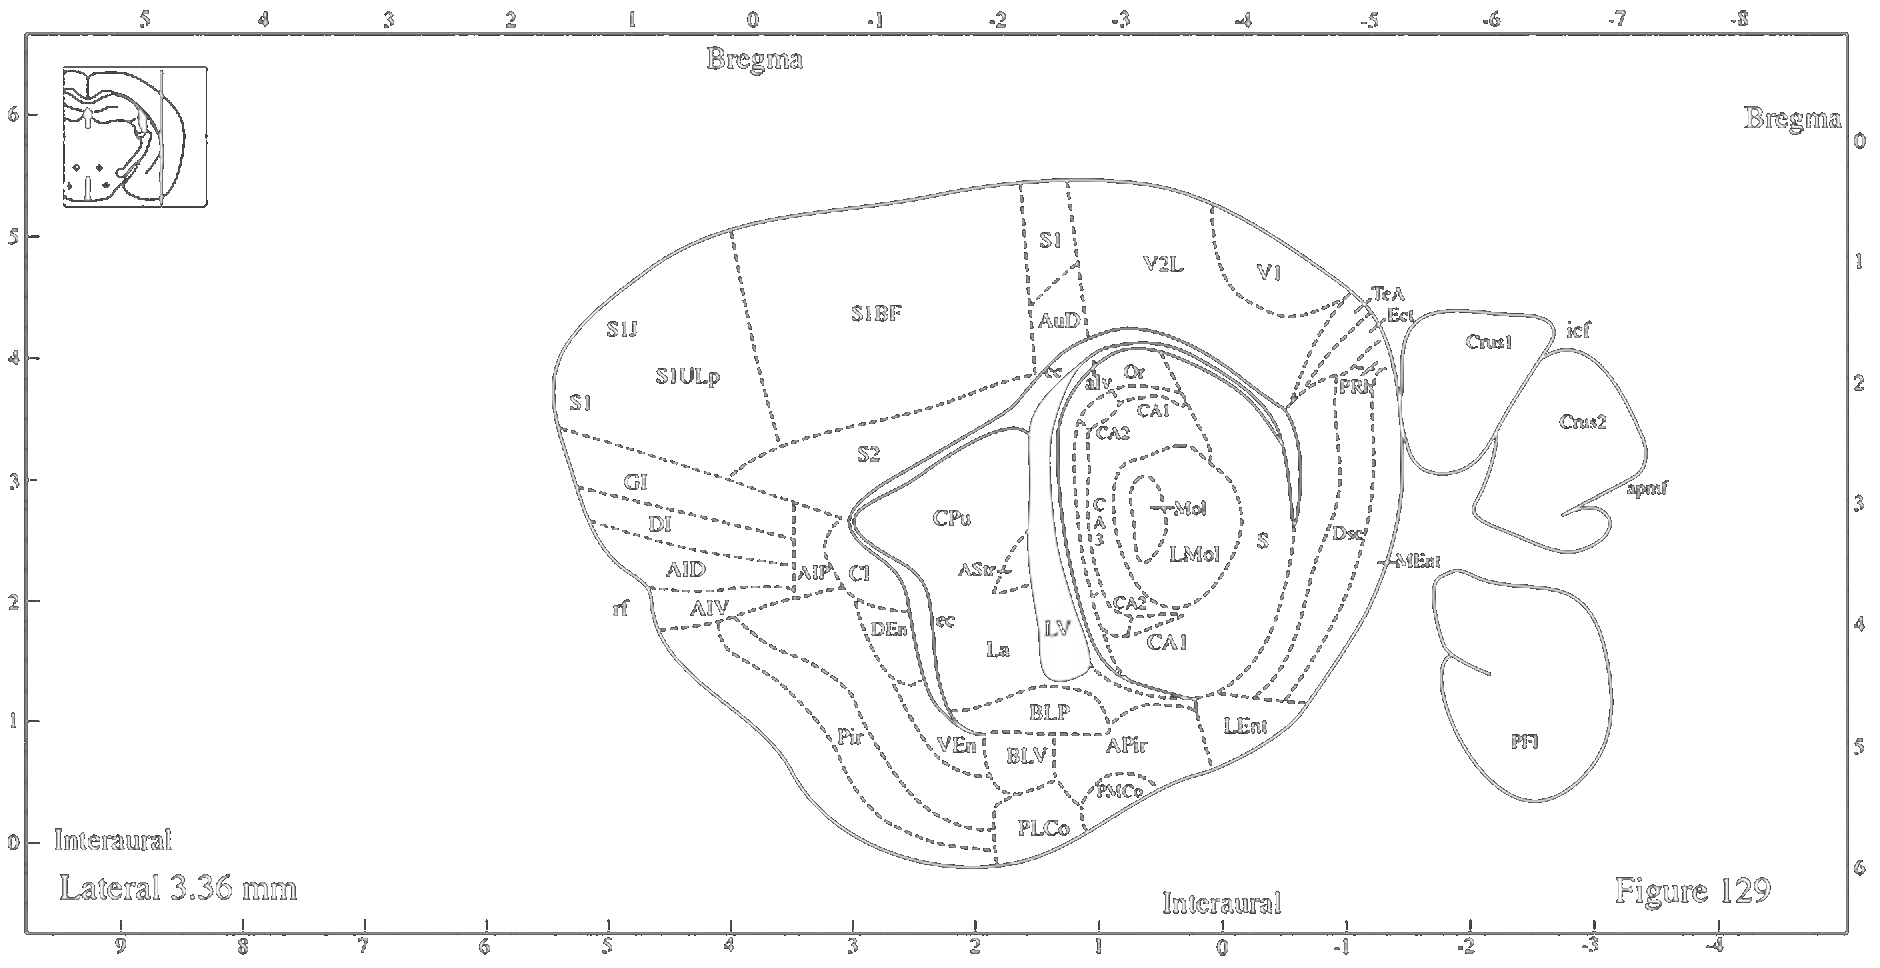 5 4 3 2 1 0 -1 -2 -3 -4 -5 -6 -7 -8
Bregma
6
Bregma
0
5
S1
V2L
V1
1
TeA
S1BF
Ect
S1J
AuD
icf
Crus1
4
ec
Or
S1ULp
alv
PRh
2
S1
CA1
Crus2
CA2
S2
3
GI
apmf
CA3
Mol
3
CPu
DI
Dsc
S
LMol
MEnt
AID
AIP
Cl
AStr
2
rf
AIV
CA2
ec
LV
4
DEn
CA1
La
1
BLP
LEnt
Pir
VEn
APir
PFl
5
BLV
PMCo
PLCo
0
Interaural
6
Lateral 3.36 mm
Interaural
Figure 129
9 8 7 6 5 4 3 2 1 0 -1 -2 -3 -4